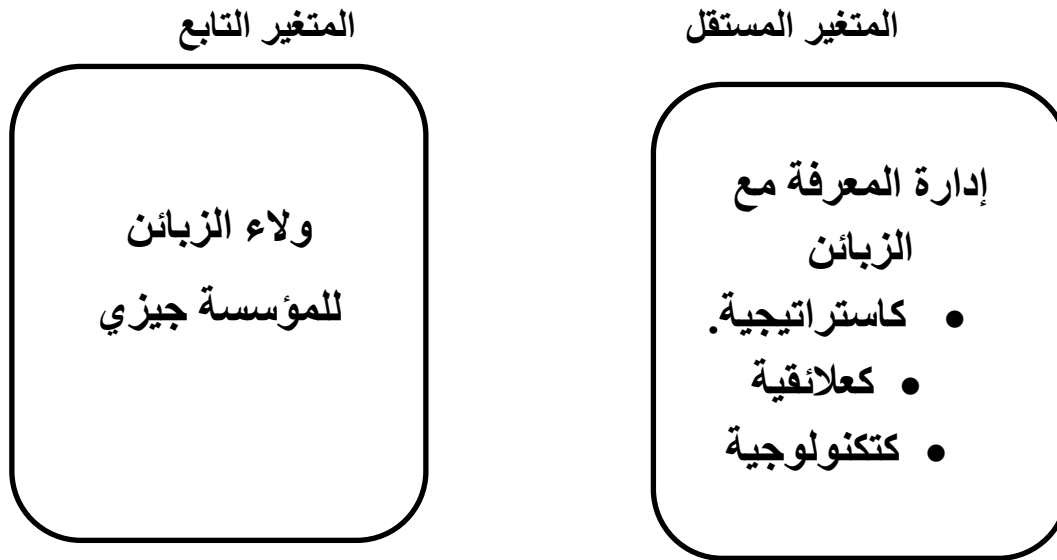 المتغير المستقل
إدارة المعرفة مع
الزبائن
• كاستراتيجية.
• كعلائقية
• كتكنولوجية
المتغير التابع
ولاء الزبائن
للمؤسسة جيزي